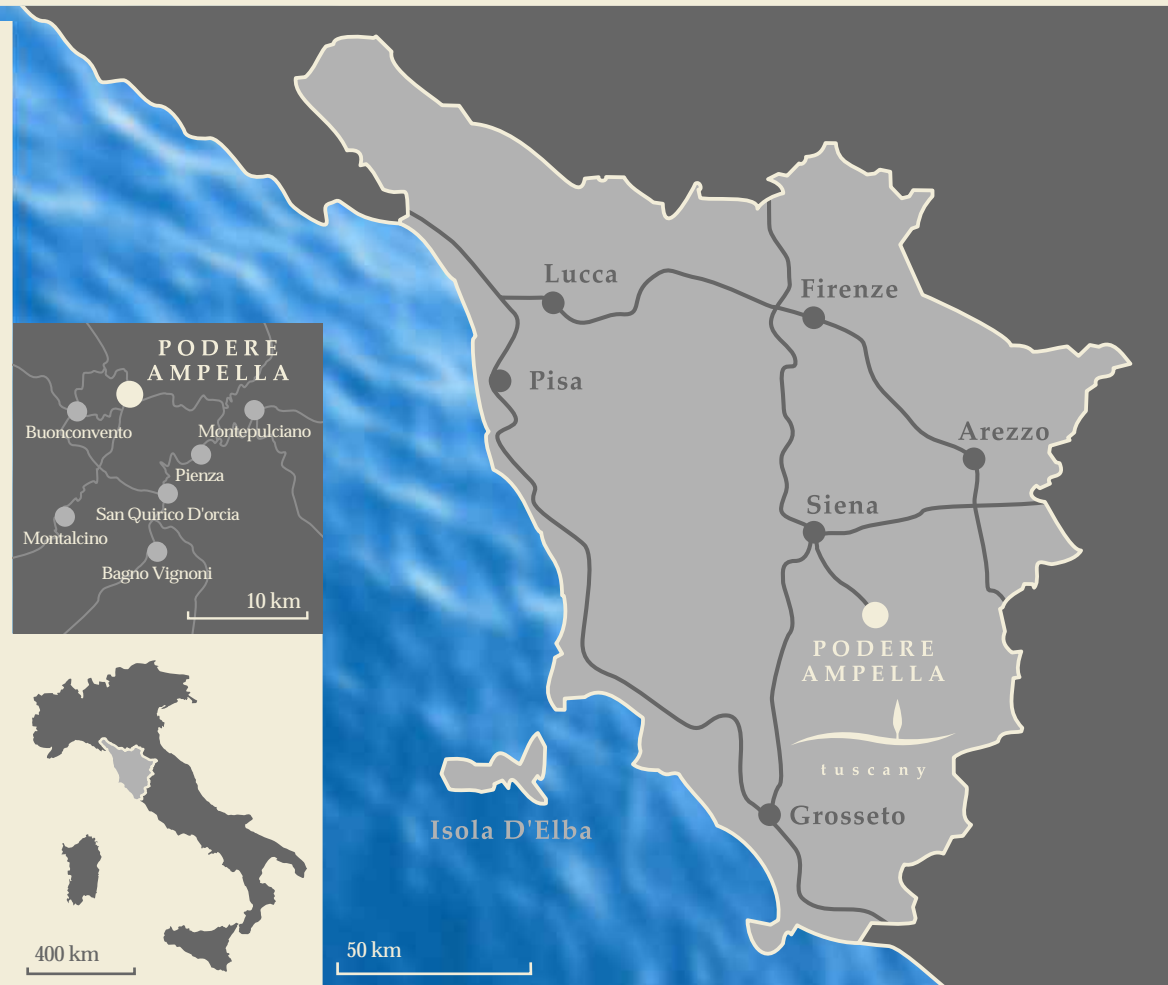 Lucca
Firenze
Pisa
Arezzo
Siena
PODERE
AMPELLA
tuscany
Grosseto
Isola D'Elba
50 km
PODERE
AMPELLA
Buonconvento
Montepulciano
Pienza
San Quirico D'orcia
Montalcino
Bagno Vignoni
10 km
400 km